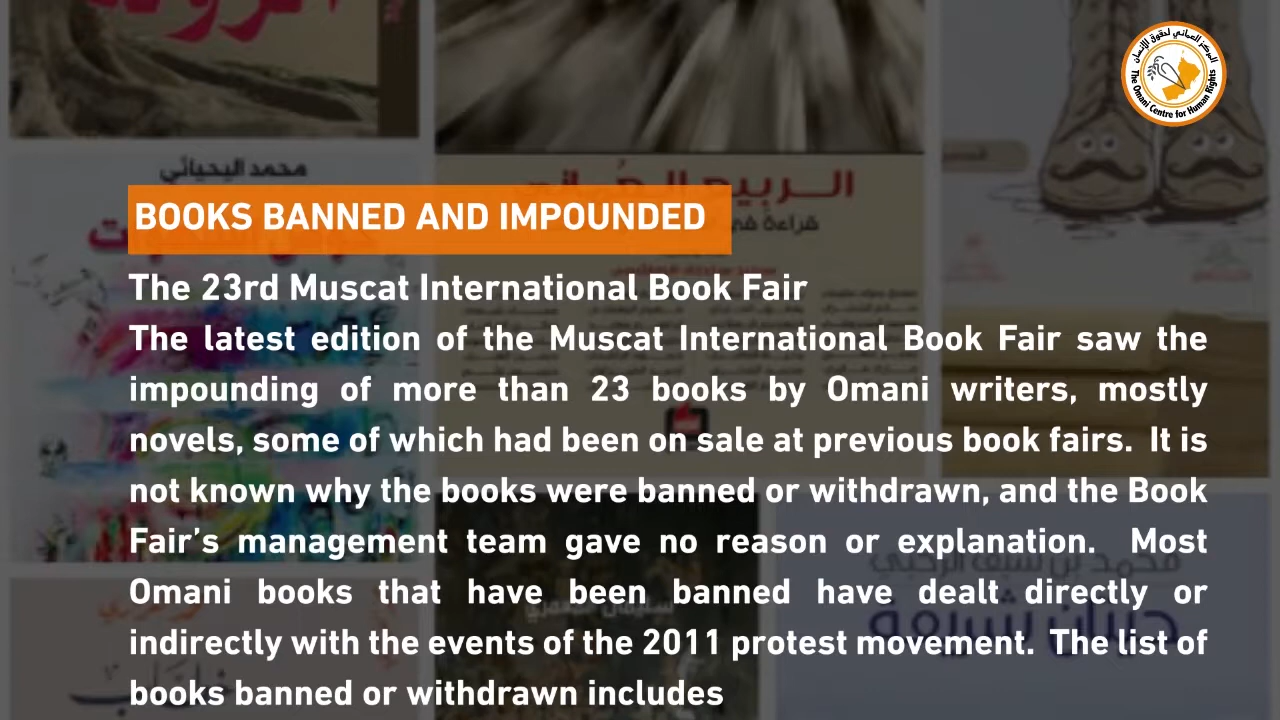 المركز العماني لحقوق الإنسان
The Omani Centre for Human Rights
محمد اليحيائي
BOOKS BANNED AND IMPOUNDED
The 23rd Muscat International Book Fair
The latest edition of the Muscat International Book Fair saw the
impounding of more than 23 books by Omani writers, mostly
novels, some of which had been on sale at previous book fairs. It is
not known why the books were banned or withdrawn, and the Book
Fair’s management team gave no reason or explanation. Most
Omani books that have been banned have dealt directly or
indirectly with the events of the 2011 protest movement. The list of
books banned or withdrawn includes